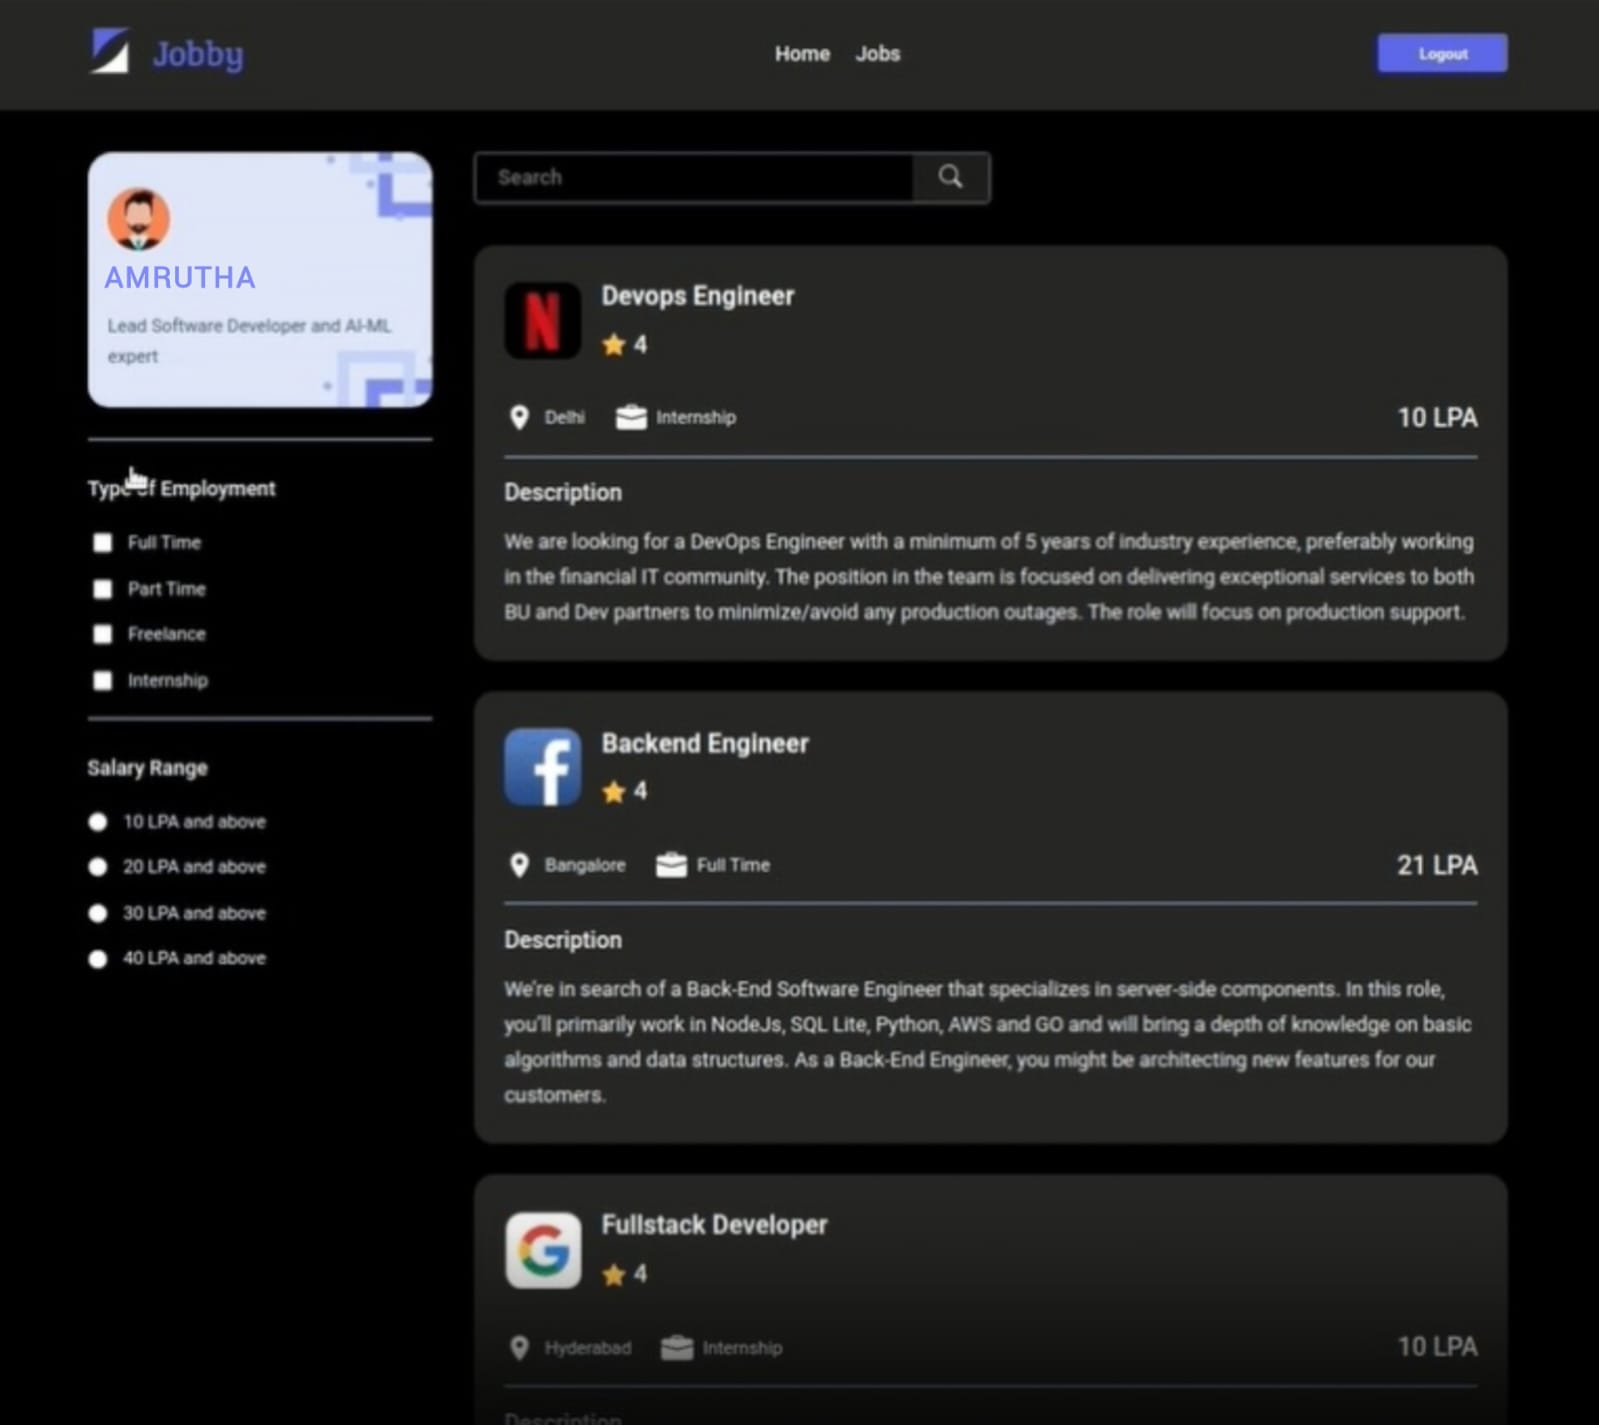 Jobby
Home Jobs
Logout
AMRUTHA
Lead Software Developer and AI-ML
expert
Type of Employment
Full Time
Part Time
Freelance
Internship
Salary Range
10 LPA and above
20 LPA and above
30 LPA and above
40 LPA and above
Search
N
Devops Engineer
4
Delhi Internship 10 LPA
Description
We are looking for a DevOps Engineer with a minimum of 5 years of industry experience, preferably working
in the financial IT community. The position in the team is focused on delivering exceptional services to both
BU and Dev partners to minimize/avoid any production outages. The role will focus on production support.
f
Backend Engineer
4
Bangalore Full Time 21 LPA
Description
We're in search of a Back-End Software Engineer that specializes in server-side components. In this role,
you'll primarily work in NodeJs, SQL Lite, Python, AWS and GO and will bring a depth of knowledge on basic
algorithms and data structures. As a Back-End Engineer, you might be architecting new features for our
customers.
G
Fullstack Developer
4
Hyderabad Internship 10 LPA
Description